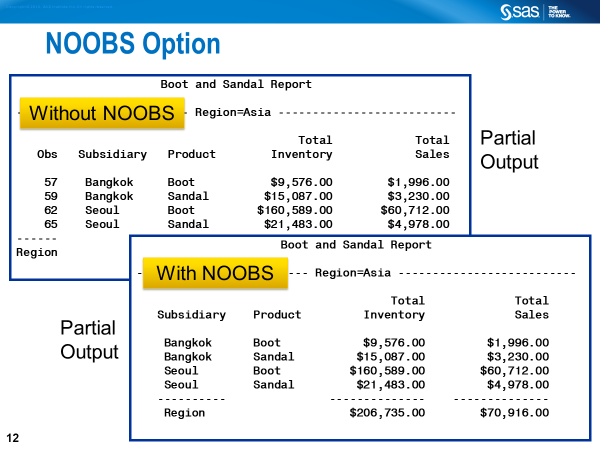 sas THE POWER TO KNOW.
NOOBS Option
Boot and Sandal Report
Without NOOBS - Region=Asia --------------------------
Total Total
Obs Subsidiary Product Inventory Sales
57 Bangkok Boot $9,576.00 $1,996.00
59 Bangkok Sandal $15,087.00 $3,230.00
62 Seoul Boot $160,589.00 $60,712.00
65 Seoul Sandal $21,483.00 $4,978.00
------
Region
Partial
Output
Boot and Sandal Report
- With NOOBS --- Region=Asia --------------------------
Total Total
Subsidiary Product Inventory Sales
Bangkok Boot $9,576.00 $1,996.00
Bangkok Sandal $15,087.00 $3,230.00
Seoul Boot $160,589.00 $60,712.00
Seoul Sandal $21,483.00 $4,978.00
---------- -------------- --------------
Region $206,735.00 $70,916.00
Partial
Output
12